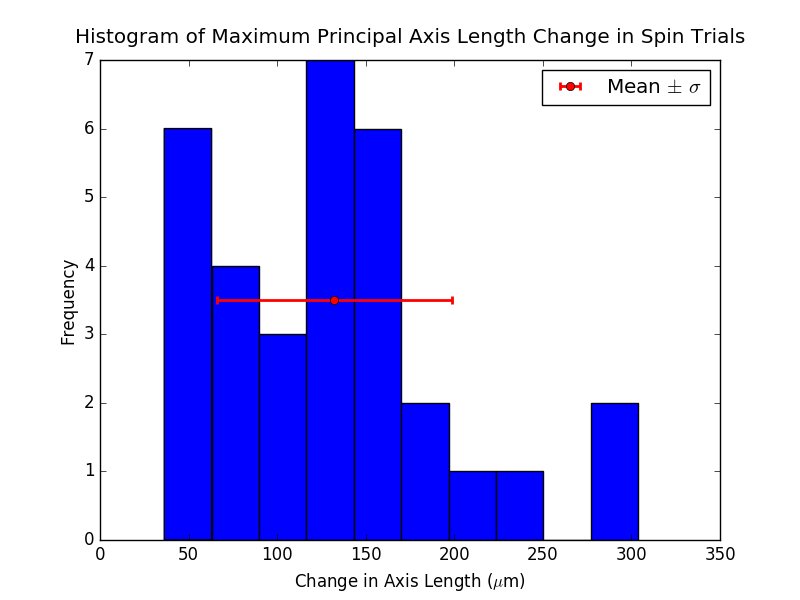 Histogram of Maximum Principal Axis Length Change in Spin Trials
7
6
5
4
3
2
1
0
Frequency
Mean ± σ
0 50 100 150 200 250 300 350
Change in Axis Length (μm)